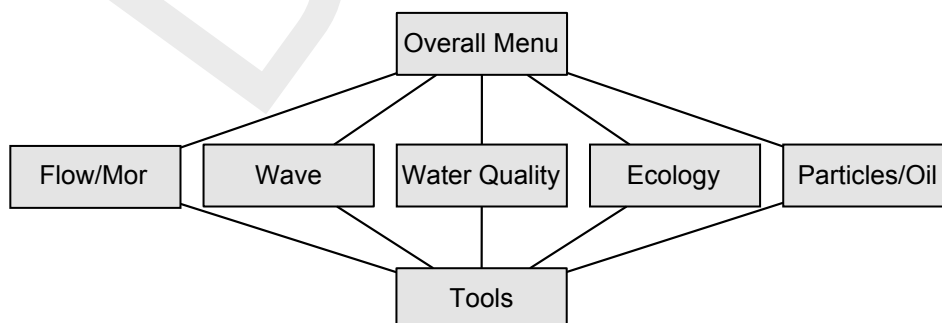 Overall Menu
Flow/Mor
Wave
Water Quality
Ecology
Particles/Oil
Tools